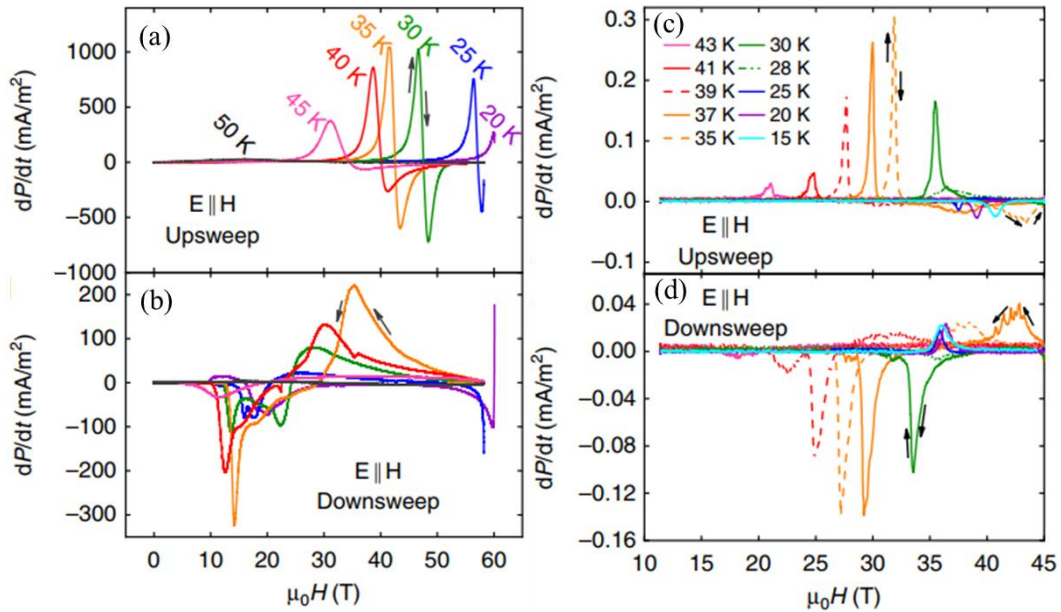 (a)
dP/dt (mA/m²)
1000
500
0
−500
−1000
50 K
45 K
40 K
35 K
30 K
25 K
20 K
E || H
Upsweep
(b)
dP/dt (mA/m²)
200
100
0
−100
−200
−300
E || H
Downsweep
0 10 20 30 40 50 60
μ₀H (T)
(c)
dP/dt (mA/m²)
0.3
0.2
0.1
0.0
−0.1
43 K 30 K
41 K 28 K
39 K 25 K
37 K 20 K
35 K 15 K
E || H
Upsweep
(d)
dP/dt (mA/m²)
0.04
0.00
−0.04
−0.08
−0.12
−0.16
E || H
Downsweep
10 15 20 25 30 35 40 45
μ₀H (T)